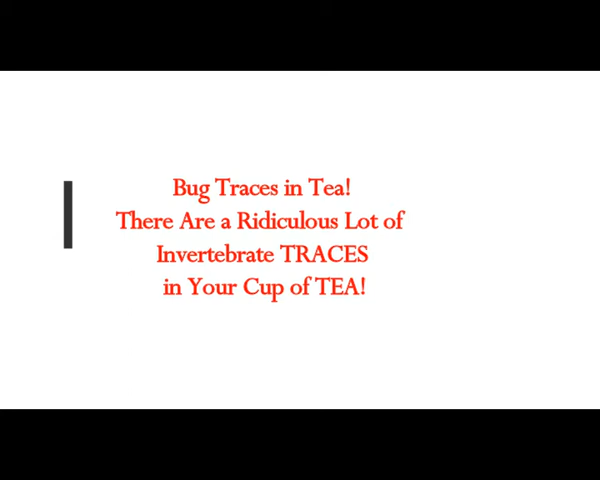 Bug Traces in Tea!
There Are a Ridiculous Lot of
Invertebrate TRACES
in Your Cup of TEA!